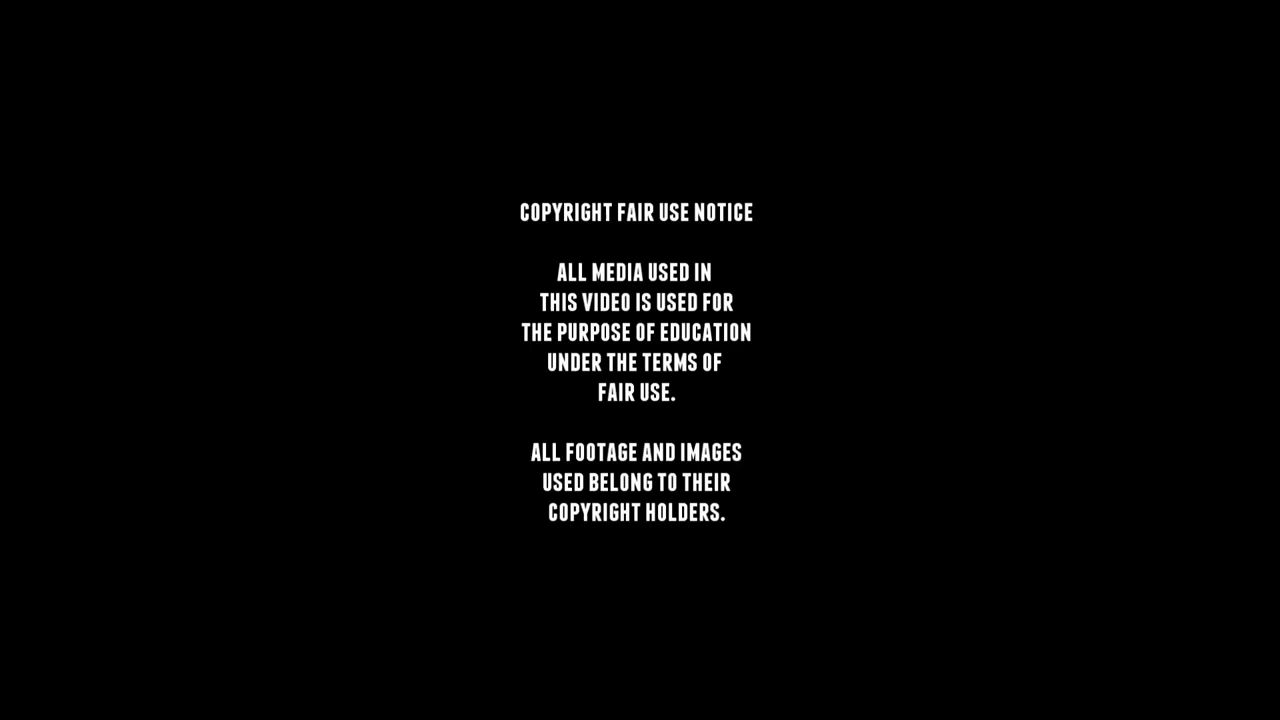 COPYRIGHT FAIR USE NOTICE
ALL MEDIA USED IN
THIS VIDEO IS USED FOR
THE PURPOSE OF EDUCATION
UNDER THE TERMS OF
FAIR USE.
ALL FOOTAGE AND IMAGES
USED BELONG TO THEIR
COPYRIGHT HOLDERS.